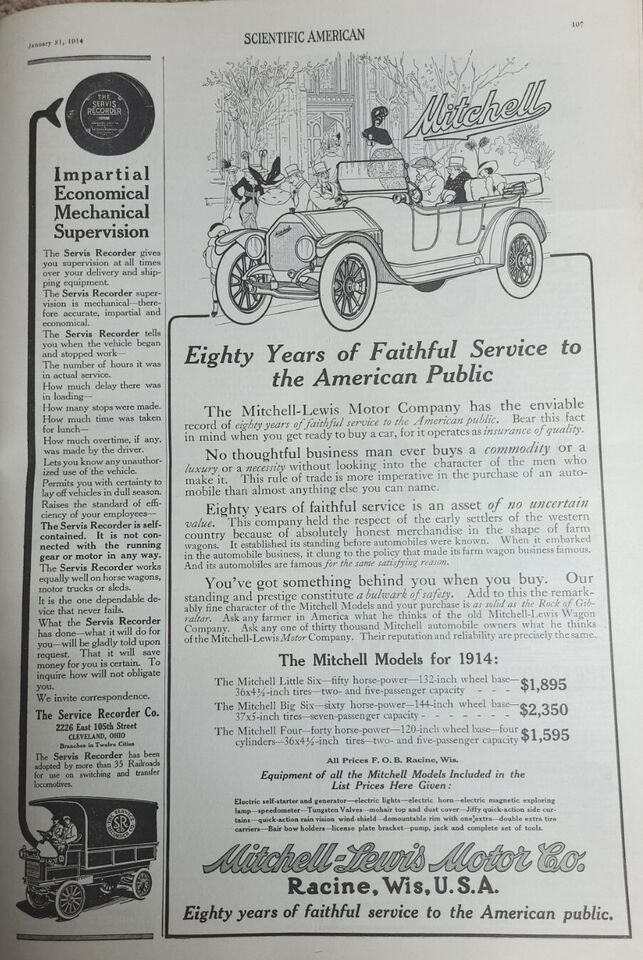 January 31, 1914
SCIENTIFIC AMERICAN
107
THE
SERVIS
RECORDER
Impartial
Economical
Mechanical
Supervision
The Servis Recorder gives
you supervision at all times
over your delivery and ship-
ping equipment.
The Servis Recorder super-
vision is mechanical—there-
fore accurate, impartial and
economical.
The Servis Recorder tells
you when the vehicle began
and stopped work—
The number of hours it was
in actual service.
How much delay there was
in loading—
How many stops were made.
How much time was taken
for lunch—
How much overtime, if any,
was made by the driver.
Lets you know any unauthor-
ized use of the vehicle.
Permits you with certainty to
lay off vehicles in dull season.
Raises the standard of effi-
ciency of your employees—
The Servis Recorder is self-
contained. It is not con-
nected with the running
gear or motor in any way.
The Servis Recorder works
equally well on horse wagons,
motor trucks or sleds.
It is the one dependable de-
vice that never fails.
What the Servis Recorder
has done—what it will do for
you—will be gladly told upon
request. That it will save
money for you is certain. To
inquire how will not obligate
you.
We invite correspondence.
The Service Recorder Co.
2226 East 105th Street
CLEVELAND, OHIO
Branches in Twelve Cities
The Servis Recorder has been
adopted by more than 35 Railroads
for use on switching and transfer
locomotives.
SR
Mitchell
Mitchell
Eighty Years of Faithful Service to
the American Public
The Mitchell-Lewis Motor Company has the enviable
record of eighty years of faithful service to the American public. Bear this fact
in mind when you get ready to buy a car, for it operates as insurance of quality.
No thoughtful business man ever buys a commodity or a
luxury or a necessity without looking into the character of the men who
make it. This rule of trade is more imperative in the purchase of an auto-
mobile than almost anything else you can name.
Eighty years of faithful service is an asset of no uncertain
value. This company held the respect of the early settlers of the western
country because of absolutely honest merchandise in the shape of farm
wagons. It established its standing before automobiles were known. When it embarked
in the automobile business, it clung to the policy that made its farm wagon business famous.
And its automobiles are famous for the same satisfying reason.
You've got something behind you when you buy. Our
standing and prestige constitute a bulwark of safety. Add to this the remark-
ably fine character of the Mitchell Models and your purchase is as solid as the Rock of Gib-
raltar. Ask any farmer in America what he thinks of the old Mitchell-Lewis Wagon
Company. Ask any one of thirty thousand Mitchell automobile owners what he thinks
of the Mitchell-Lewis Motor Company. Their reputation and reliability are precisely the same.
The Mitchell Models for 1914:
The Mitchell Little Six—fifty horse-power—132-inch wheel base—
36x4½-inch tires—two- and five-passenger capacity - - - - $1,895
The Mitchell Big Six—sixty horse-power—144-inch wheel base—
37x5-inch tires—seven-passenger capacity - - - - - - - $2,350
The Mitchell Four—forty horse-power—120-inch wheel base—four
cylinders—36x4½-inch tires—two- and five-passenger capacity $1,595
All Prices F. O. B. Racine, Wis.
Equipment of all the Mitchell Models Included in the
List Prices Here Given:
Electric self-starter and generator—electric lights—electric horn—electric magnetic exploring
lamp—speedometer—Tungsten Valves—mohair top and dust cover—Jiffy quick-action side cur-
tains—quick-action rain vision wind-shield—demountable rim with one extra—double extra tire
carriers—Bair bow holders—license plate bracket—pump, jack and complete set of tools.
Mitchell-Lewis Motor Co.
Racine, Wis, U.S.A.
Eighty years of faithful service to the American public.